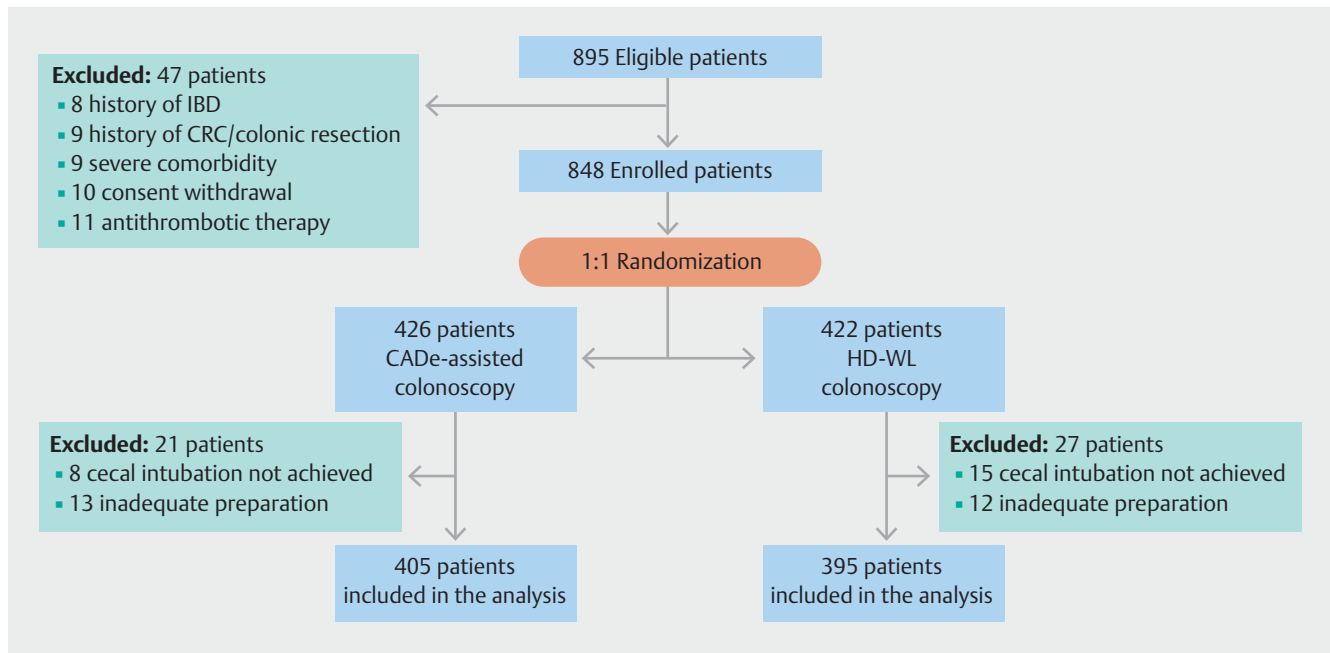 895 Eligible patients
Excluded: 47 patients
▪ 8 history of IBD
▪ 9 history of CRC/colonic resection
▪ 9 severe comorbidity
▪ 10 consent withdrawal
▪ 11 antithrombotic therapy
848 Enrolled patients
1:1 Randomization
426 patients
CADe-assisted
colonoscopy
422 patients
HD-WL
colonoscopy
Excluded: 21 patients
▪ 8 cecal intubation not achieved
▪ 13 inadequate preparation
Excluded: 27 patients
▪ 15 cecal intubation not achieved
▪ 12 inadequate preparation
405 patients
included in the analysis
395 patients
included in the analysis